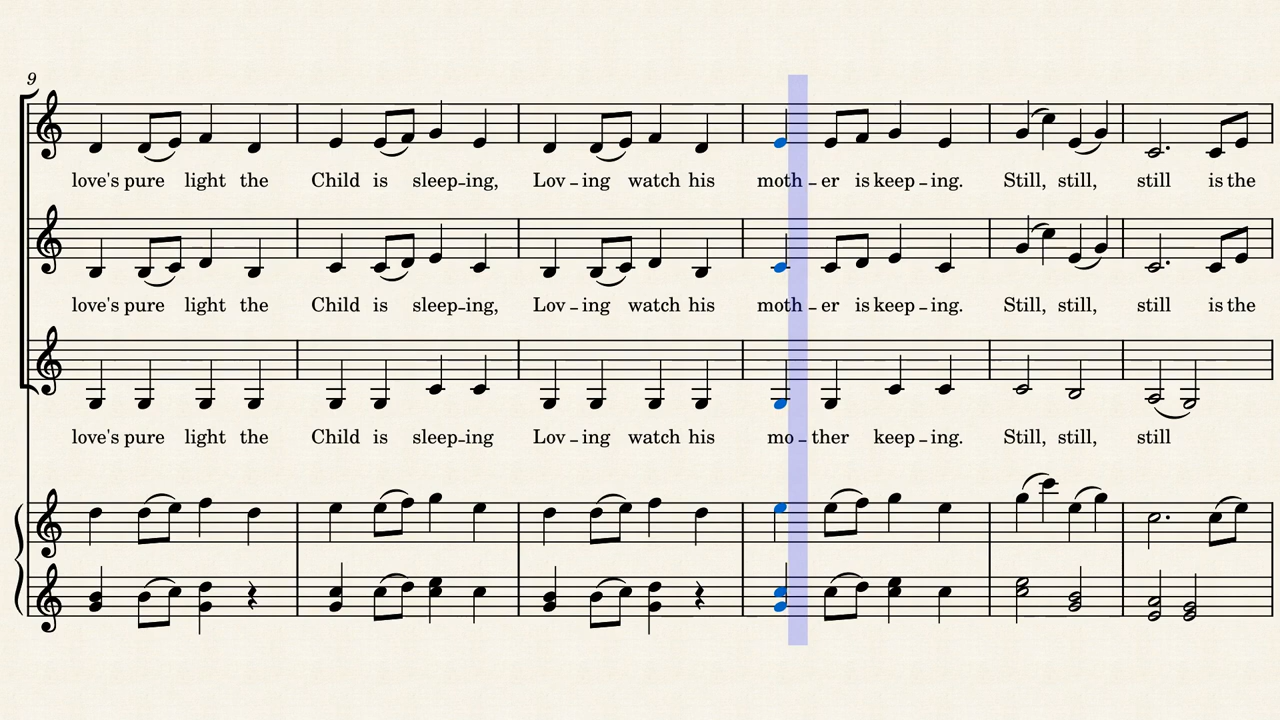 9
love's pure light the Child is sleep-ing, Lov-ing watch his moth-er is keep-ing. Still, still, still is the
love's pure light the Child is sleep-ing, Lov-ing watch his moth-er is keep-ing. Still, still, still is the
love's pure light the Child is sleep-ing Lov-ing watch his mo-ther keep-ing. Still, still, still